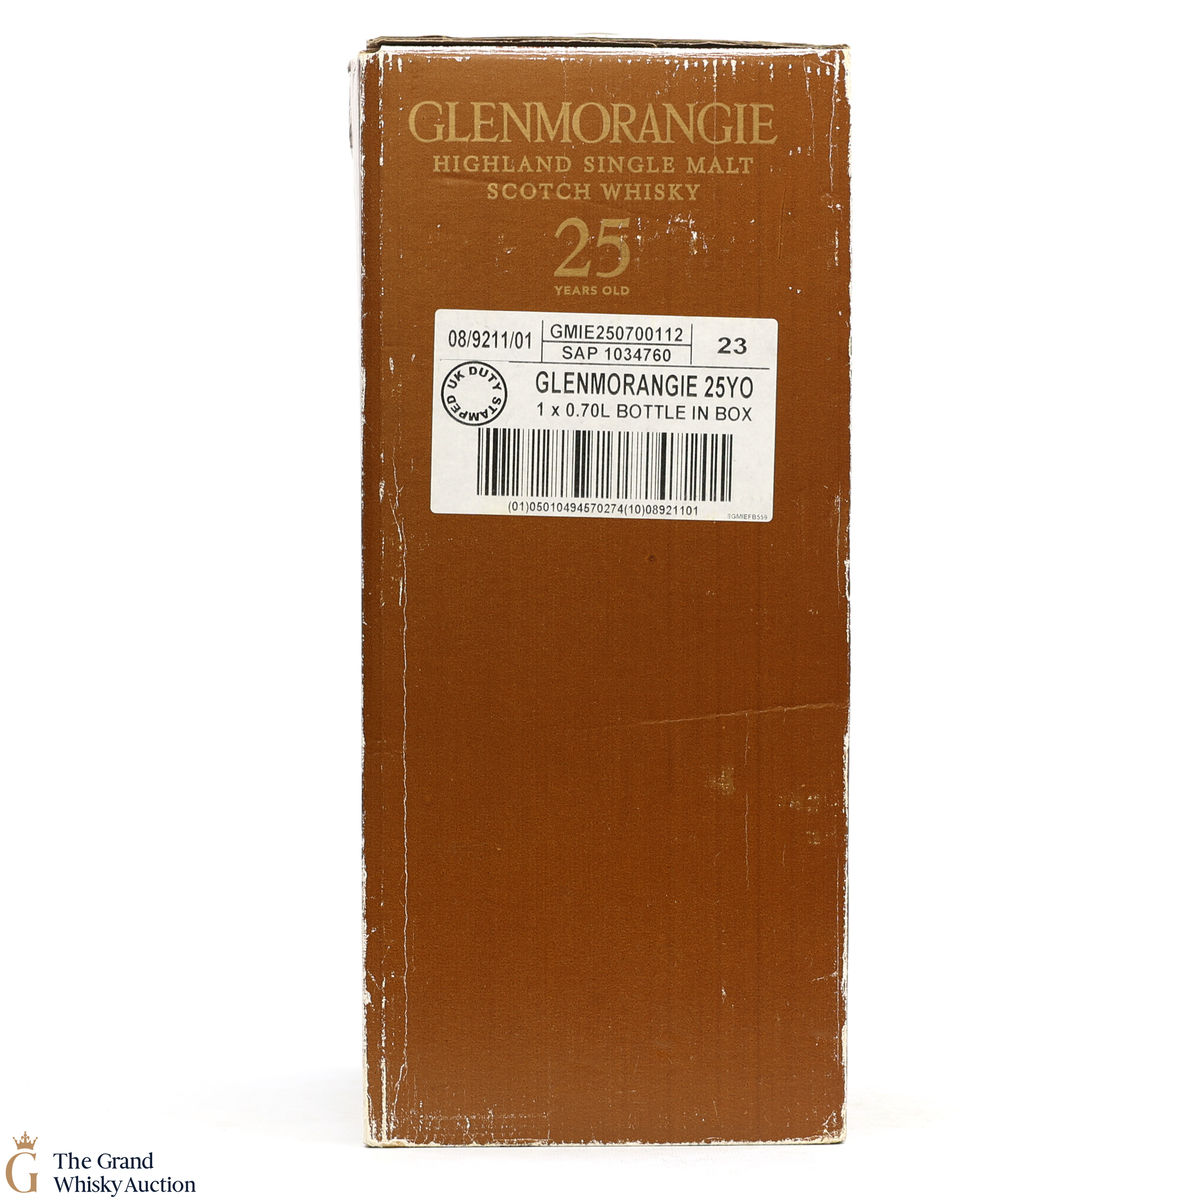 GLENMORANGIE
HIGHLAND SINGLE MALT
SCOTCH WHISKY
25
YEARS OLD
08/9211/01
GMIE250700112
SAP 1034760
23
UK DUTY STAMPED
GLENMORANGIE 25YO
1 x 0.70L BOTTLE IN BOX
(01)05010494570274(10)08921101
G
The Grand
Whisky Auction